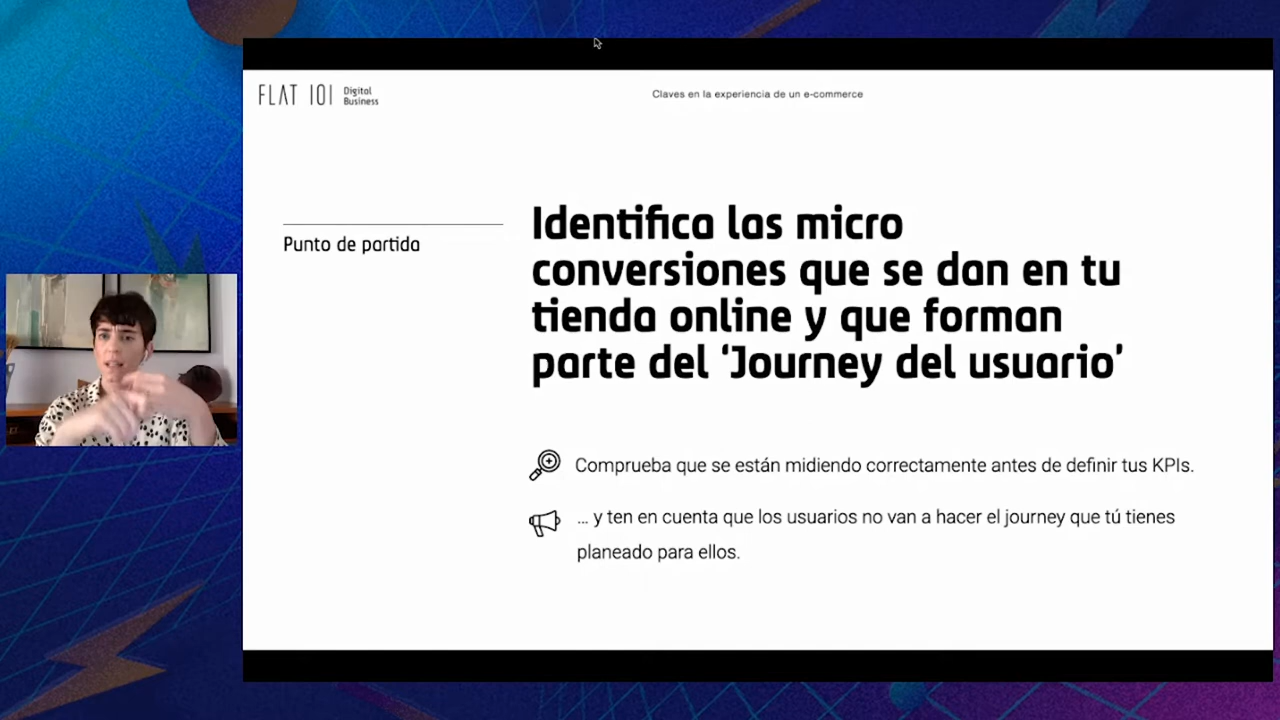 FLAT 101 Digital Business
Claves en la experiencia de un e-commerce
Punto de partida
Identifica las micro
conversiones que se dan en tu
tienda online y que forman
parte del ‘Journey del usuario’
Comprueba que se están midiendo correctamente antes de definir tus KPIs.
... y ten en cuenta que los usuarios no van a hacer el journey que tú tienes
planeado para ellos.